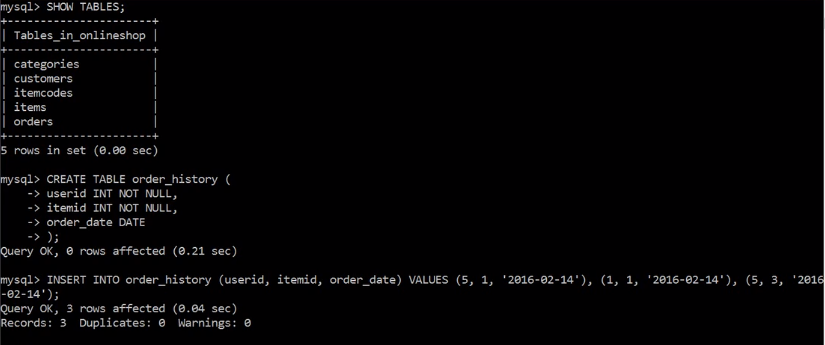 mysql> SHOW TABLES;
+---------------------+
| Tables_in_onlineshop |
+---------------------+
| categories           |
| customers            |
| itemcodes            |
| items                |
| orders               |
+---------------------+
5 rows in set (0.00 sec)
mysql> CREATE TABLE order_history (
    -> userid INT NOT NULL,
    -> itemid INT NOT NULL,
    -> order_date DATE
    -> );
Query OK, 0 rows affected (0.21 sec)
mysql> INSERT INTO order_history (userid, itemid, order_date) VALUES (5, 1, '2016-02-14'), (1, 1, '2016-02-14'), (5, 3, '2016
-02-14');
Query OK, 3 rows affected (0.04 sec)
Records: 3  Duplicates: 0  Warnings: 0